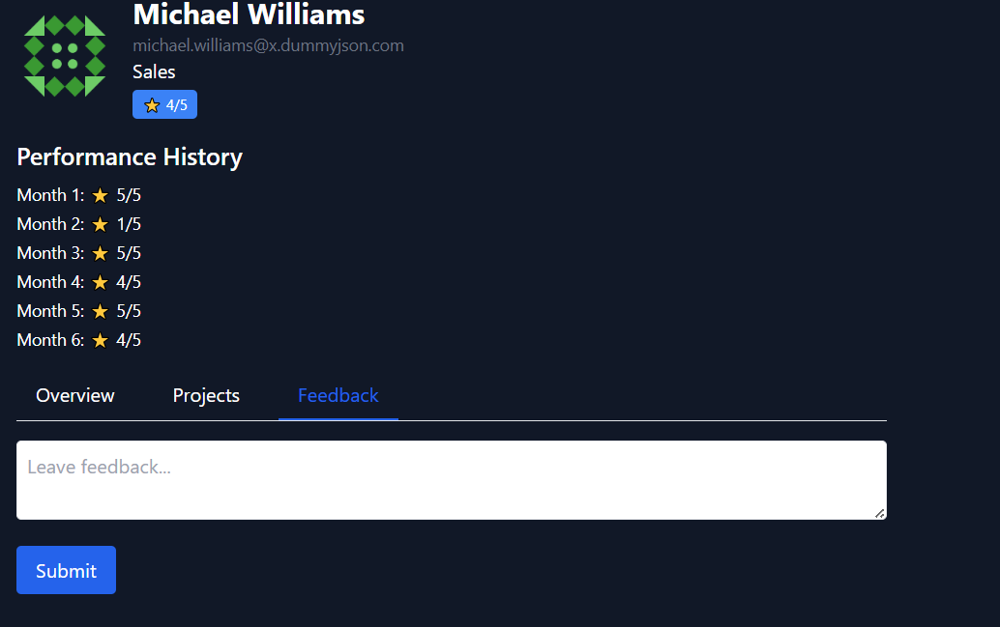 Michael Williams
michael.williams@x.dummyjson.com
Sales
⭐ 4/5
Performance History
Month 1: ⭐ 5/5
Month 2: ⭐ 1/5
Month 3: ⭐ 5/5
Month 4: ⭐ 4/5
Month 5: ⭐ 5/5
Month 6: ⭐ 4/5
Overview Projects Feedback
Leave feedback...
Submit